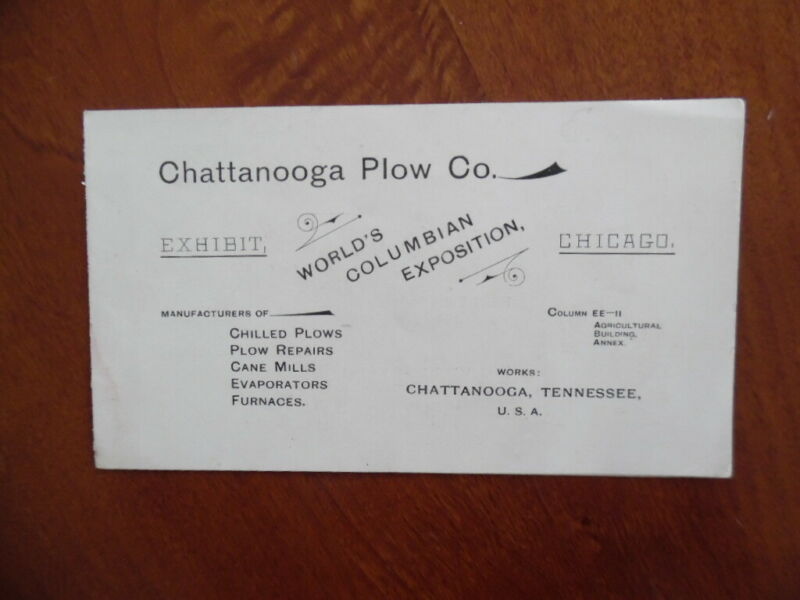 Chattanooga Plow Co.
EXHIBIT,
WORLD'S
COLUMBIAN
EXPOSITION,
CHICAGO.
MANUFACTURERS OF
CHILLED PLOWS
PLOW REPAIRS
CANE MILLS
EVAPORATORS
FURNACES.
COLUMN EE—11
AGRICULTURAL
BUILDING,
ANNEX.
WORKS:
CHATTANOOGA, TENNESSEE,
U. S. A.